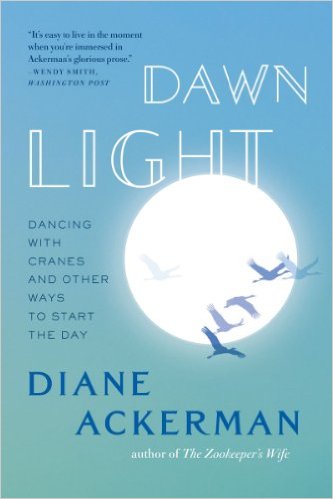 "It's easy to live in the moment
when you're immersed in
Ackerman's glorious prose."
–WENDY SMITH,
WASHINGTON POST
DAWN
LIGHT
DANCING
WITH
CRANES
AND OTHER
WAYS
TO START
THE DAY
DIANE
ACKERMAN
author of The Zookeeper's Wife